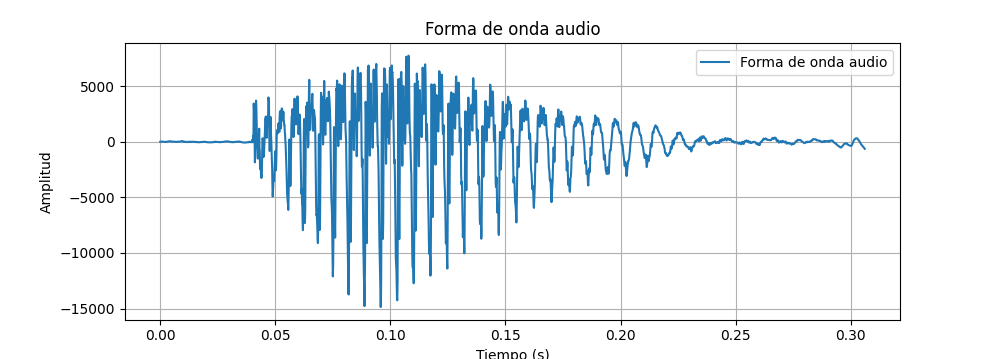 Forma de onda audio
Forma de onda audio
Amplitud
5000
0
−5000
−10000
−15000
0.00 0.05 0.10 0.15 0.20 0.25 0.30
Tiempo (s)